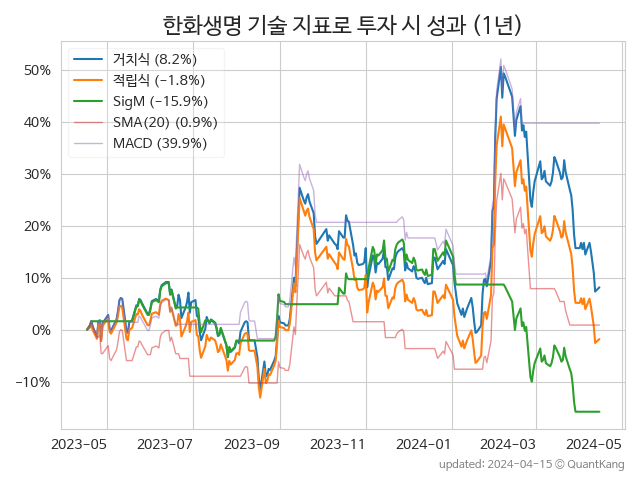 한화생명 기술 지표로 투자 시 성과 (1년)
거치식 (8.2%)
적립식 (−1.8%)
SigM (−15.9%)
SMA(20) (0.9%)
MACD (39.9%)
50%
40%
30%
20%
10%
0%
−10%
2023-05 2023-07 2023-09 2023-11 2024-01 2024-03 2024-05
updated: 2024-04-15 © QuantKang